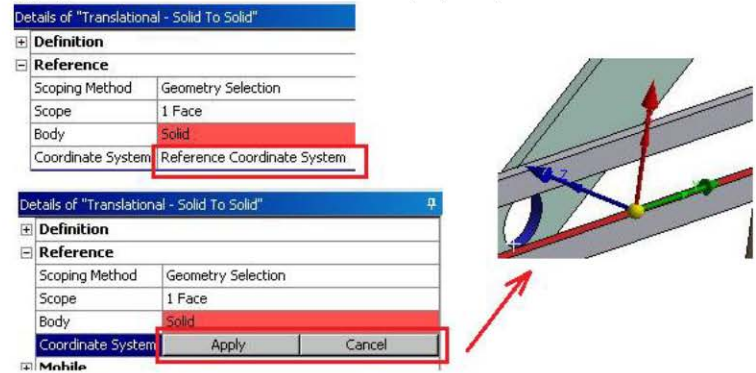 Details of "Translational - Solid To Solid"
Definition
Reference
Scoping Method Geometry Selection
Scope 1 Face
Body Solid
Coordinate System Reference Coordinate System
Details of "Translational - Solid To Solid"
Definition
Reference
Scoping Method Geometry Selection
Scope 1 Face
Body Solid
Coordinate System Apply Cancel
Mobile
Z